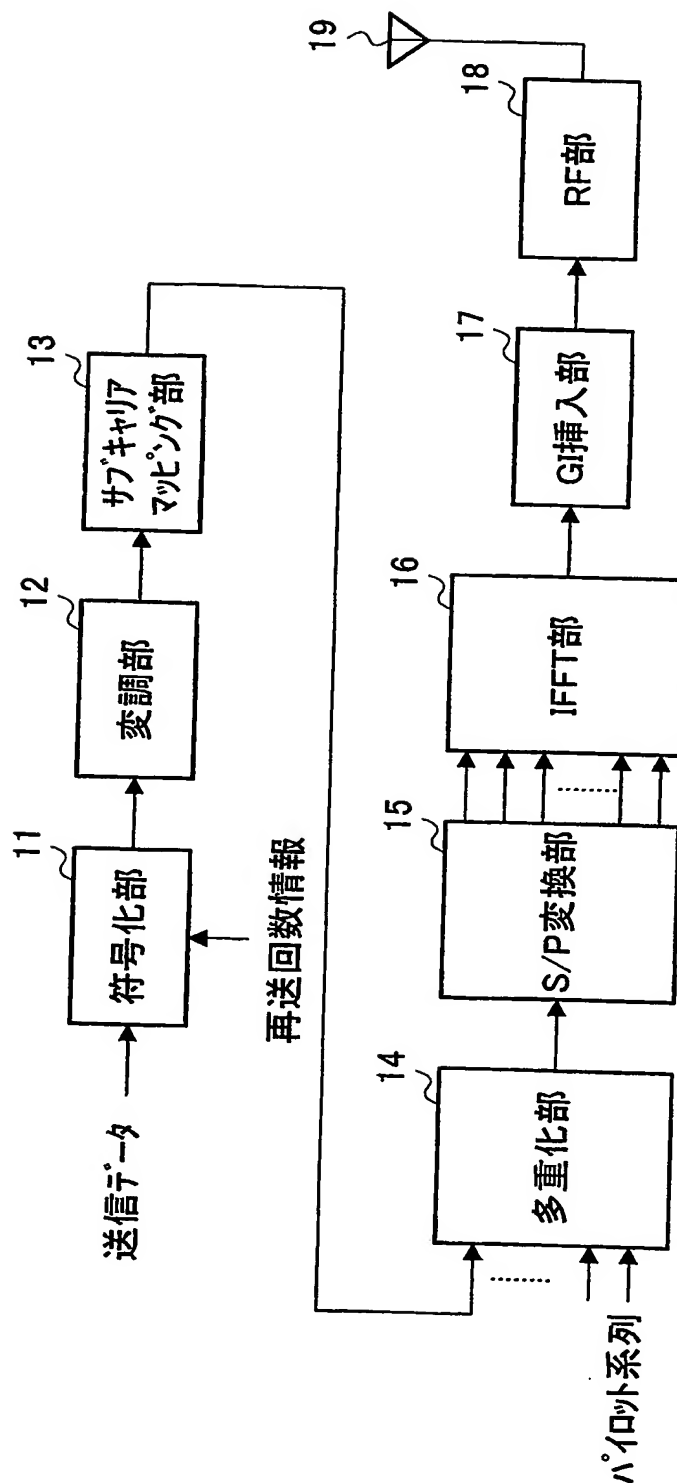 送信データ
再送回数情報
11
符号化部
12
変調部
13
サブキャリア
マッピング部
パイロット系列
14
多重化部
15
S/P変換部
16
IFFT部
17
GI挿入部
18
RF部
19